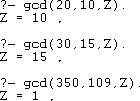 ?- gcd(20,10,Z).
Z = 10 ,
?- gcd(30,15,Z).
Z = 15 ,
?- gcd(350,109,Z).
Z = 1 ,